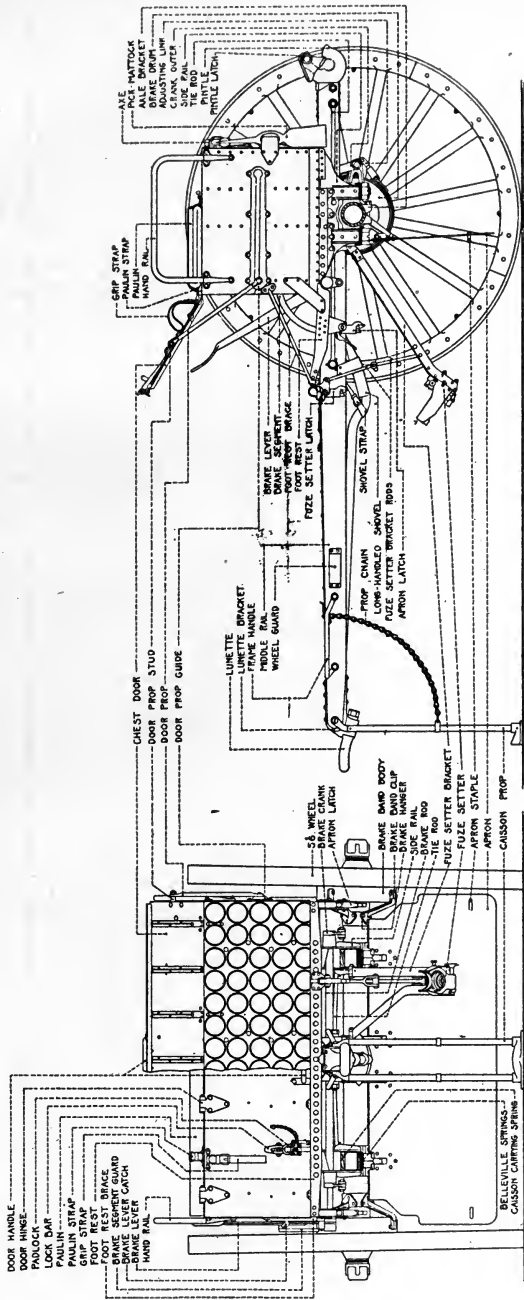 DOOR HANDLE
DOOR HINGE
PADLOCK
LOCK BAR
PAULIN
PAULIN STRAP
GRIP STRAP
FOOT REST
FOOT REST BRACE
BRAKE SEGMENT GUARD
BRAKE LEVER CATCH
BRAKE LEVER
HAND RAIL
CHEST DOOR
DOOR PROP STUD
DOOR PROP
DOOR PROP GUIDE
56" WHEEL
BRAKE CRANK
APRON LATCH
BRAKE BAND BODY
BRAKE BAND CLIP
BRAKE HANGER
SIDE RAIL
BRAKE ROD
TIE ROD
FUZE SETTER BRACKET
FUZE SETTER
APRON STAPLE
APRON
CAISSON PROP
BELLEVILLE SPRINGS
CAISSON CARRYING SPRING
LUNETTE
LUNETTE BRACKET
FRAME HANDLE
MIDDLE RAIL
WHEEL GUARD
BRAKE LEVER
BRAKE SEGMENT
FOOT REST BRACE
FOOT REST
FUZE SETTER LATCH
PROP CHAIN
LONG-HANDLED SHOVEL
SHOVEL STRAP
FUZE SETTER BRACKET RODS
APRON LATCH
GRIP STRAP
PAULIN STRAP
PAULIN
HAND RAIL
AXE
PICK-MATTOCK
AXLE BRACKET
BRAKE DRUM
ADJUSTING LINK
CRANK OUTER
SIDE RAIL
TIE ROD
PINTLE
PINTLE LATCH